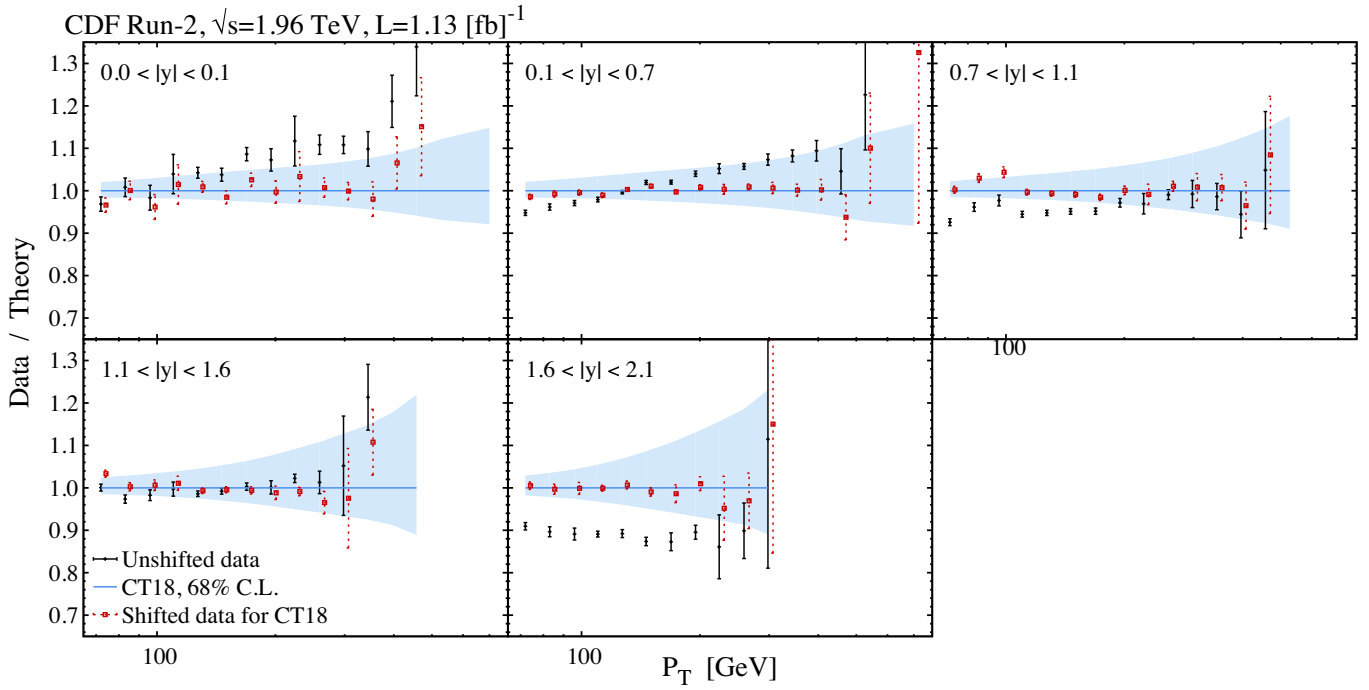 CDF Run-2, √s=1.96 TeV, L=1.13 [fb]⁻¹
0.0 < |y| < 0.1
0.1 < |y| < 0.7
0.7 < |y| < 1.1
1.3
1.2
1.1
1.0
0.9
0.8
0.7
100
1.1 < |y| < 1.6
1.6 < |y| < 2.1
1.3
1.2
1.1
1.0
0.9
0.8
0.7
Unshifted data
CT18, 68% C.L.
Shifted data for CT18
100
100
Data / Theory
P_T [GeV]